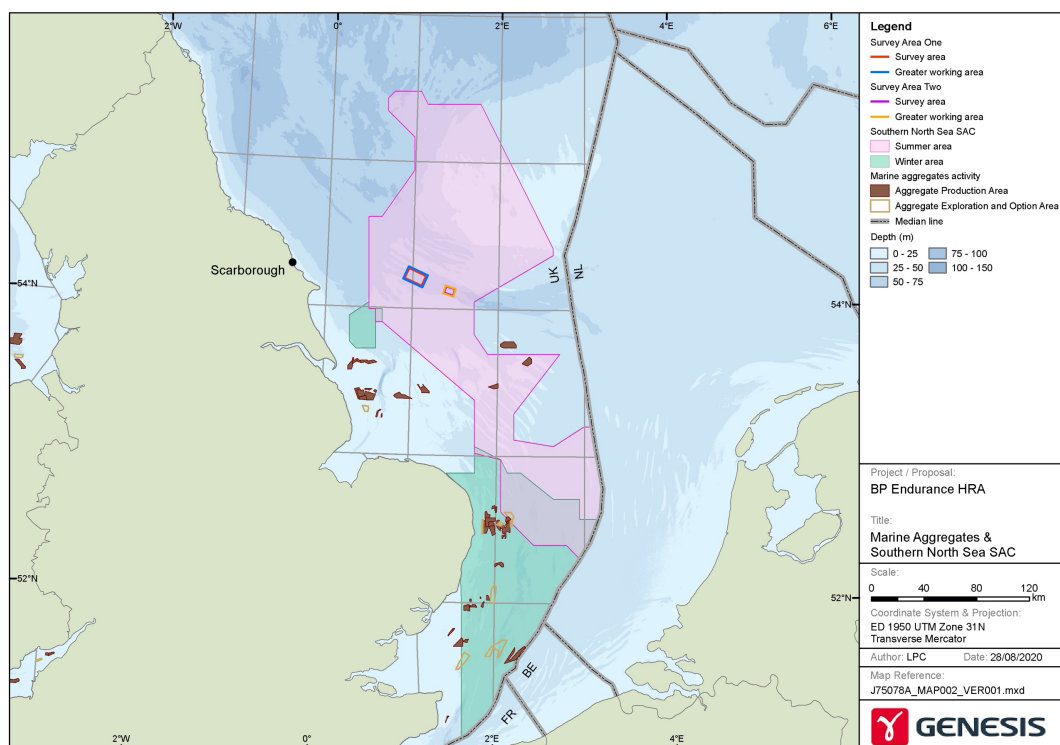 2°W
0°
2°E
4°E
6°E
Scarborough
54°N
54°N
UK
NL
52°N
52°N
BE
FR
2°W
0°
2°E
4°E
Legend
Survey Area One
Survey area
Greater working area
Survey Area Two
Survey area
Greater working area
Southern North Sea SAC
Summer area
Winter area
Marine aggregates activity
Aggregate Production Area
Aggregate Exploration and Option Area
Median line
Depth (m)
0 - 25
75 - 100
25 - 50
100 - 150
50 - 75
Project / Proposal:
BP Endurance HRA
Title:
Marine Aggregates &
Southern North Sea SAC
Scale:
0 40 80 120
km
Coordinate System & Projection:
ED 1950 UTM Zone 31N
Transverse Mercator
Author: LPC Date: 28/08/2020
Map Reference:
J75078A_MAP002_VER001.mxd
GENESIS